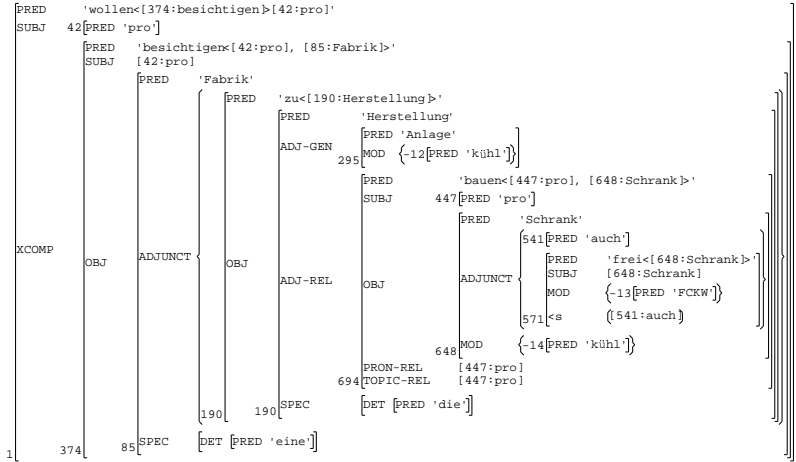 PRED 'wollen<[374:besichtigen]>[42:pro]'
SUBJ 42[PRED 'pro']
PRED 'besichtigen<[42:pro], [85:Fabrik]>'
SUBJ [42:pro]
PRED 'Fabrik'
PRED 'zu<[190:Herstellung]>'
PRED 'Herstellung'
PRED 'Anlage'
ADJ-GEN
295 MOD {-12[PRED 'kühl']}
PRED 'bauen<[447:pro], [648:Schrank]>'
SUBJ 447[PRED 'pro']
PRED 'Schrank'
541[PRED 'auch']
XCOMP OBJ ADJUNCT OBJ
PRED 'frei<[648:Schrank]>'
SUBJ [648:Schrank]
ADJ-REL OBJ ADJUNCT
MOD {-13[PRED 'FCKW']}
571 <s {[541:auch]}
648 MOD {-14[PRED 'kühl']}
PRON-REL [447:pro]
694 TOPIC-REL [447:pro]
190 190 SPEC [DET [PRED 'die']]
1 374 85 SPEC [DET [PRED 'eine']]